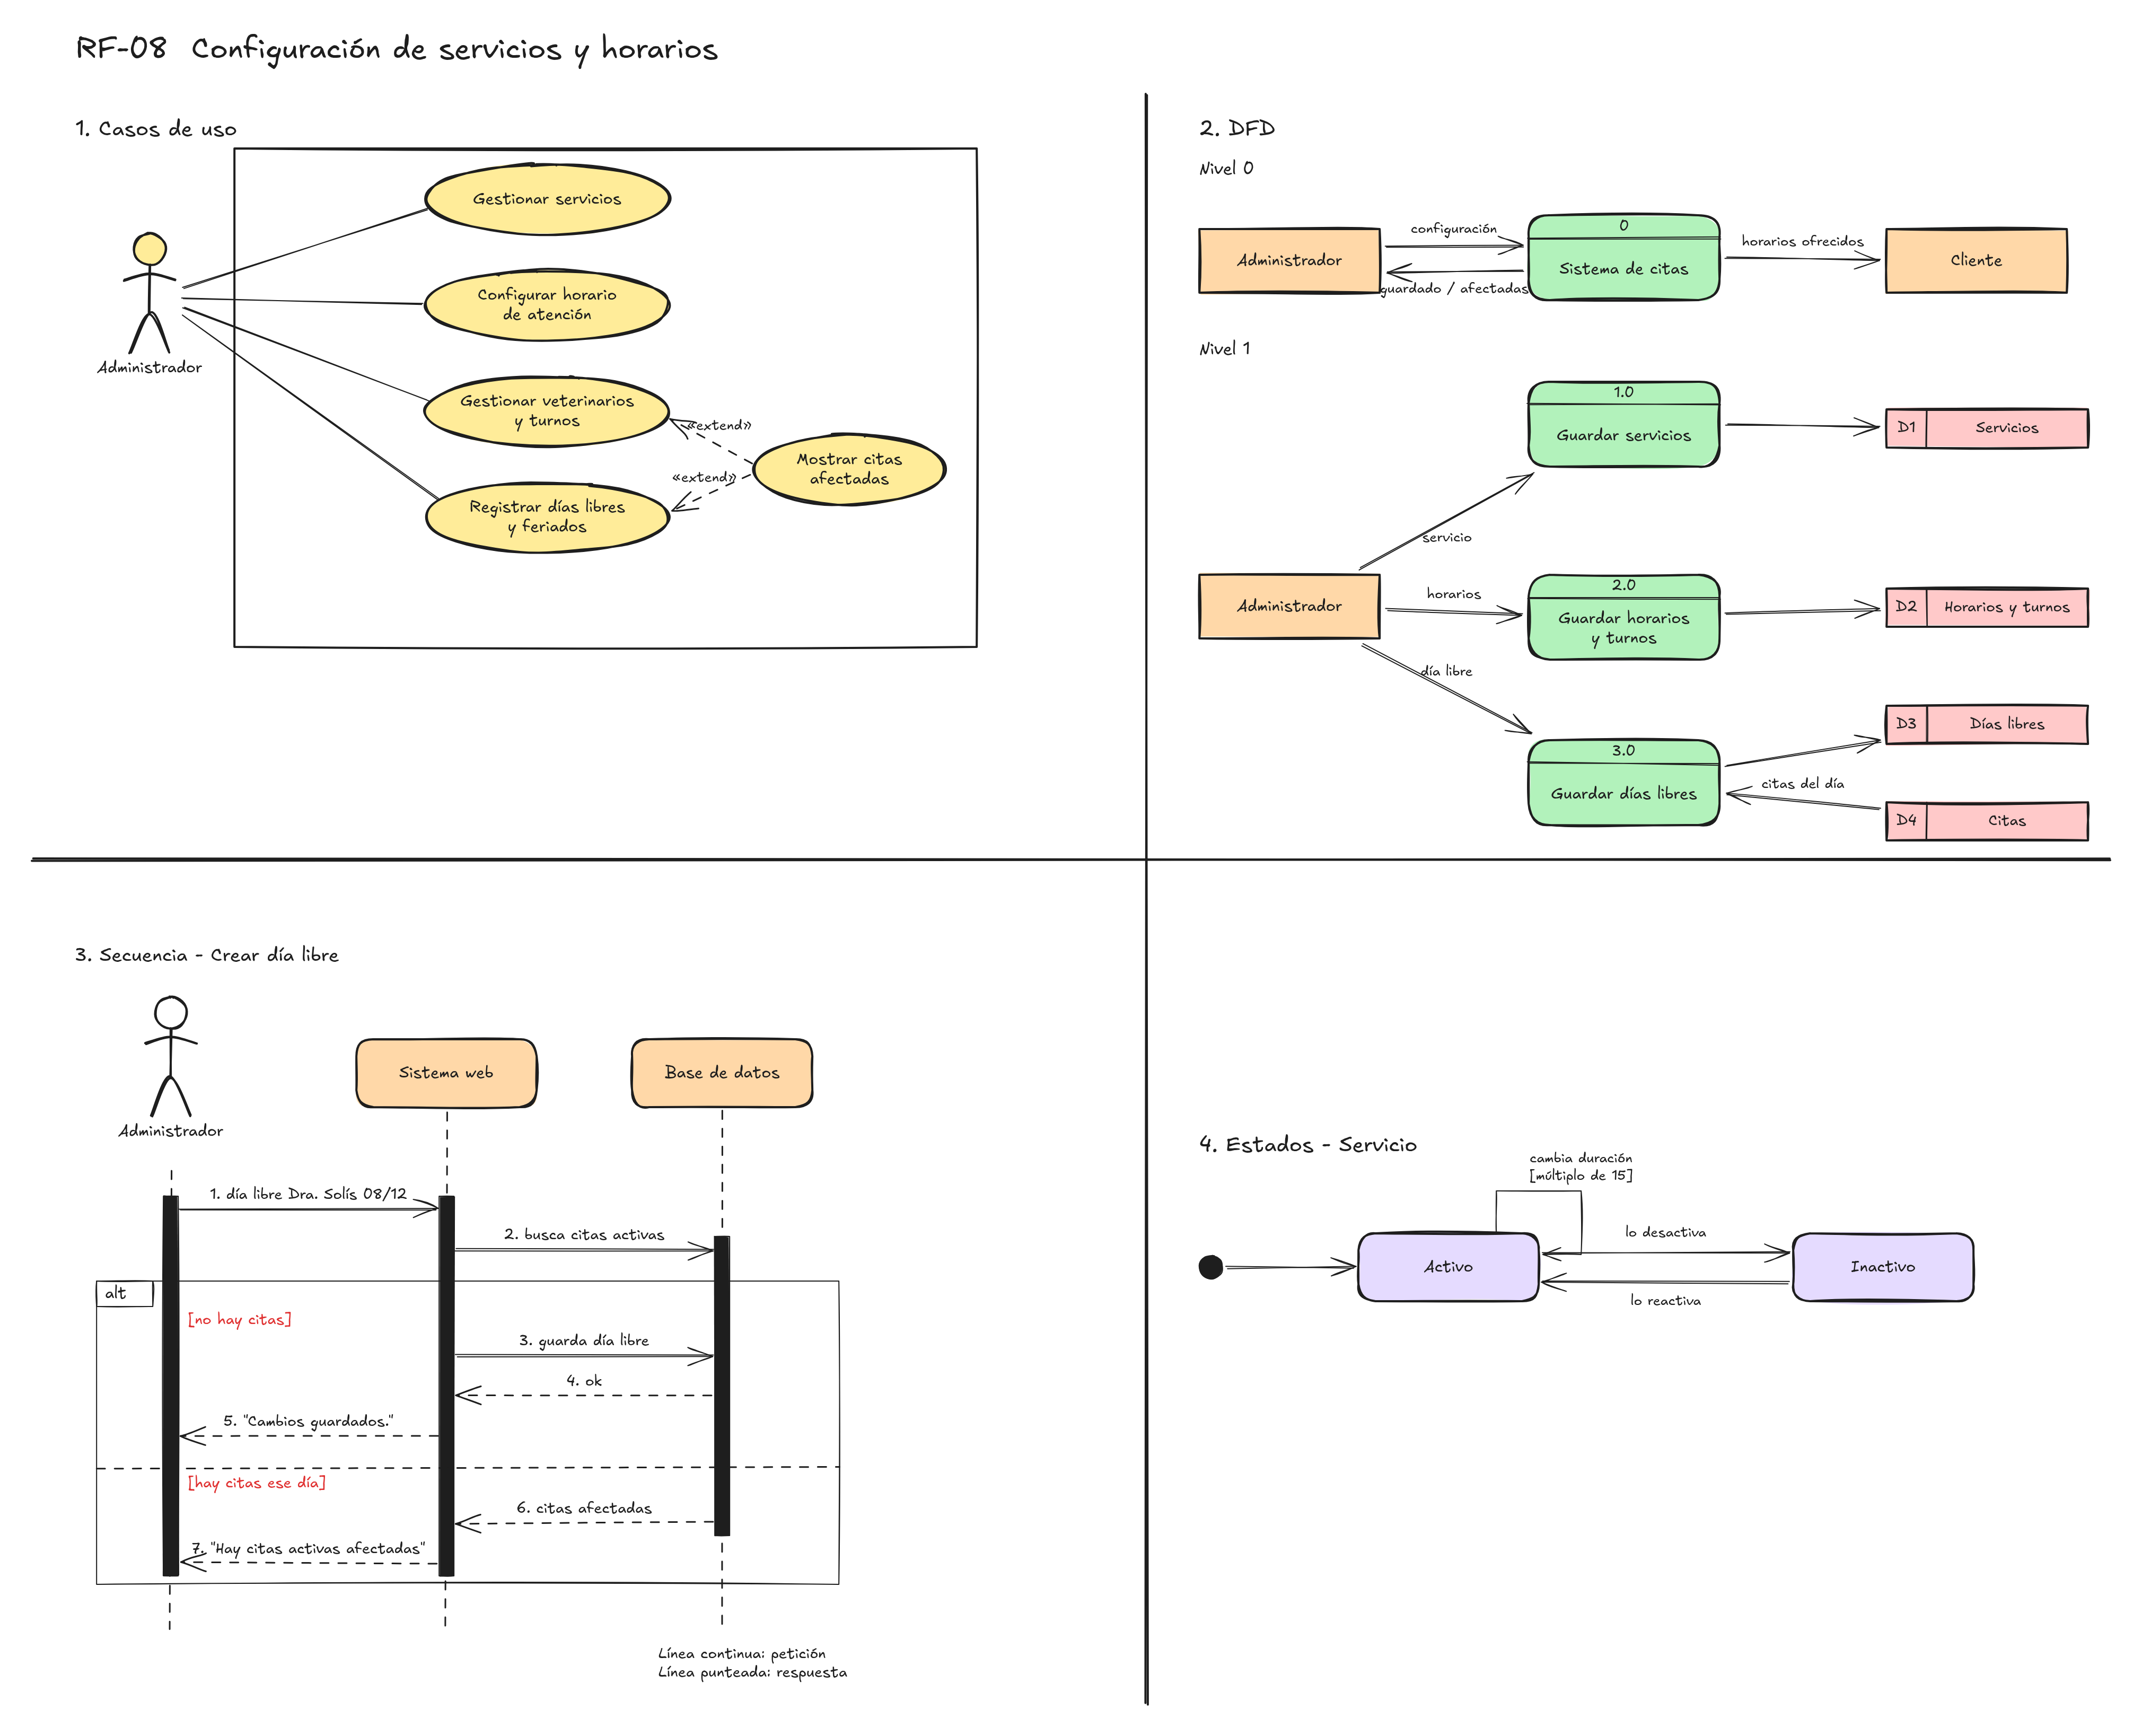 RF-08 Configuración de servicios y horarios
1. Casos de uso
Gestionar servicios
Configurar horario
de atención
Gestionar veterinarios
y turnos
Registrar días libres
y feriados
Mostrar citas
afectadas
«extend»
«extend»
Administrador
2. DFD
Nivel 0
Administrador
configuración
guardado / afectadas
0
Sistema de citas
horarios ofrecidos
Cliente
Nivel 1
1.0
Guardar servicios
D1 Servicios
servicio
Administrador
horarios
2.0
Guardar horarios
y turnos
D2 Horarios y turnos
día libre
3.0
Guardar días libres
D3 Días libres
citas del día
D4 Citas
3. Secuencia - Crear día libre
Administrador
Sistema web
Base de datos
1. día libre Dra. Solís 08/12
2. busca citas activas
alt
[no hay citas]
3. guarda día libre
4. ok
5. "Cambios guardados."
[hay citas ese día]
6. citas afectadas
7. "Hay citas activas afectadas"
Línea continua: petición
Línea punteada: respuesta
4. Estados - Servicio
cambia duración
[múltiplo de 15]
Activo
lo desactiva
lo reactiva
Inactivo